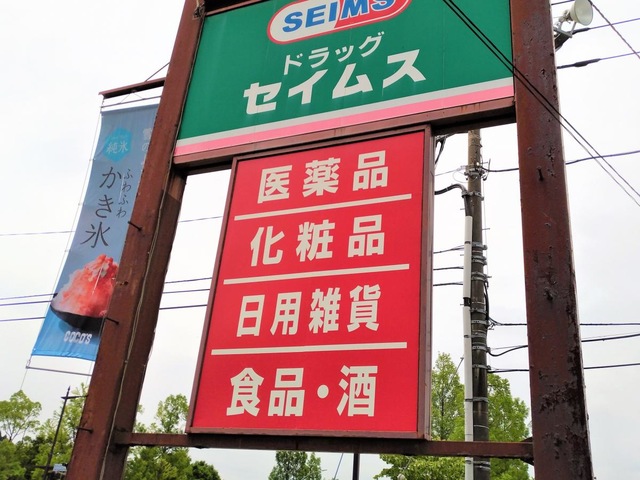 SEIMS
ドラッグ
セイムス
医薬品
化粧品
日用雑貨
食品・酒
純氷
ふわふわ
かき氷
COCO'S